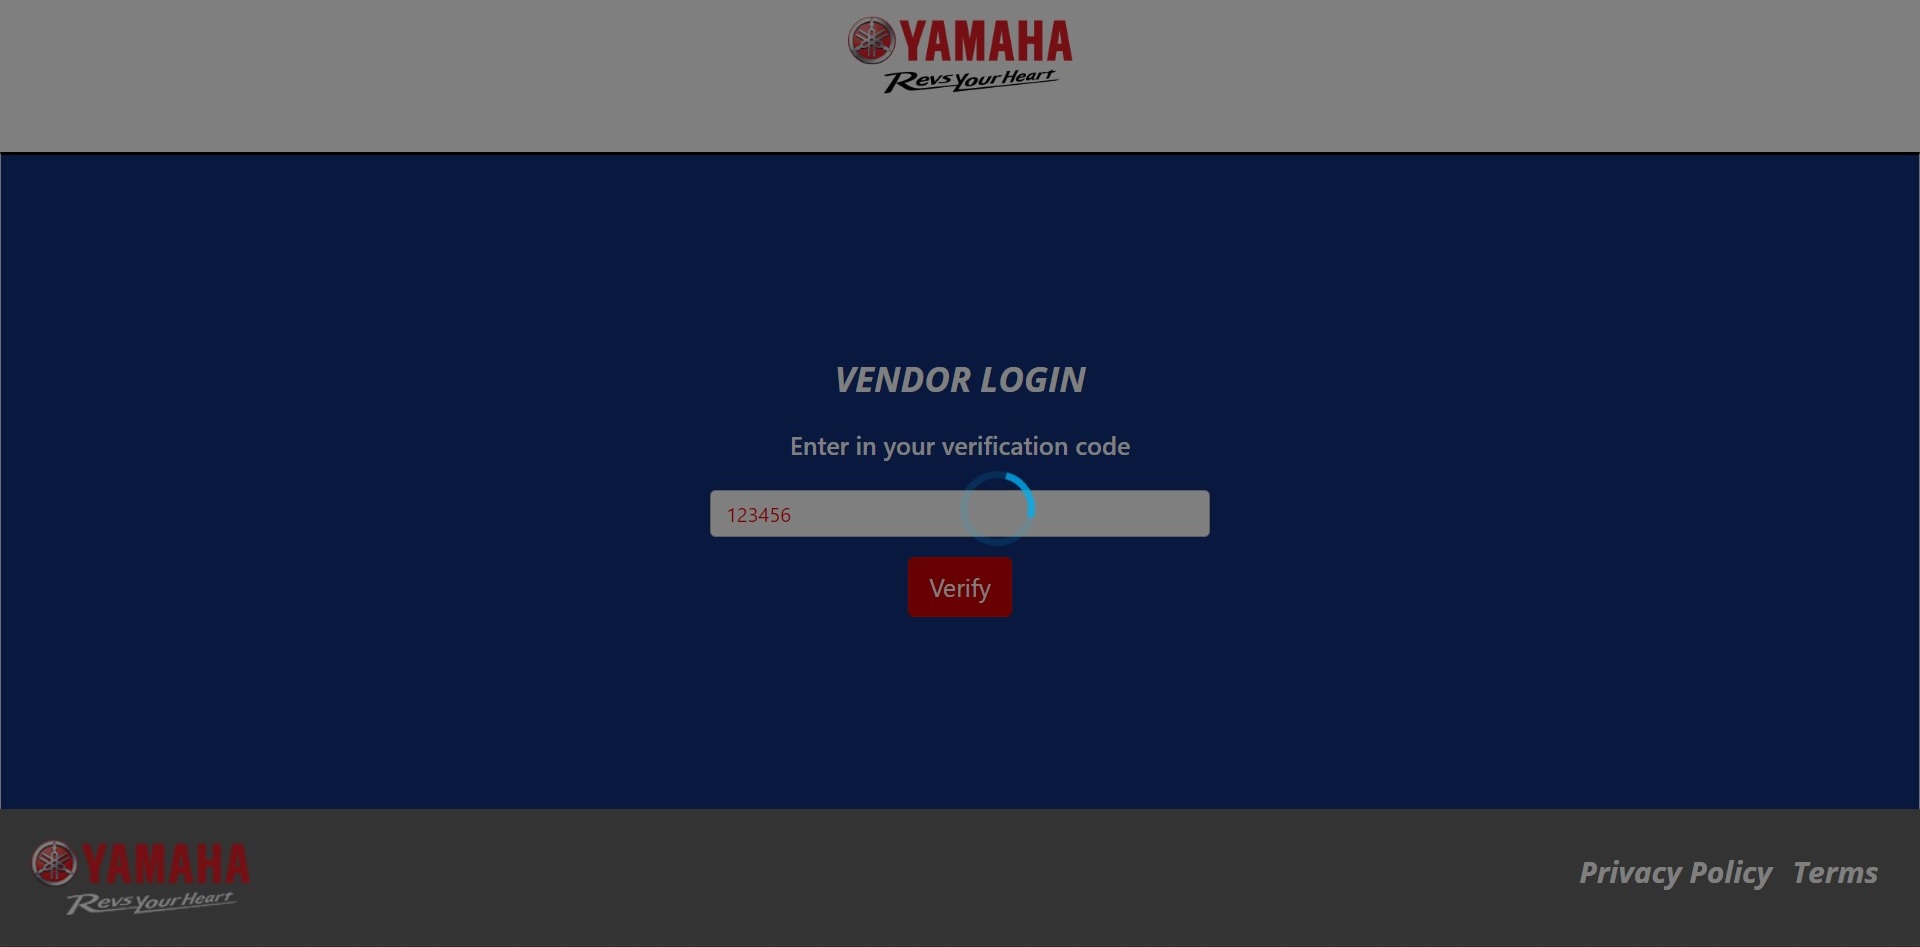 YAMAHA
Revs Your Heart
VENDOR LOGIN
Enter in your verification code
123456
Verify
YAMAHA
Revs Your Heart
Privacy Policy Terms